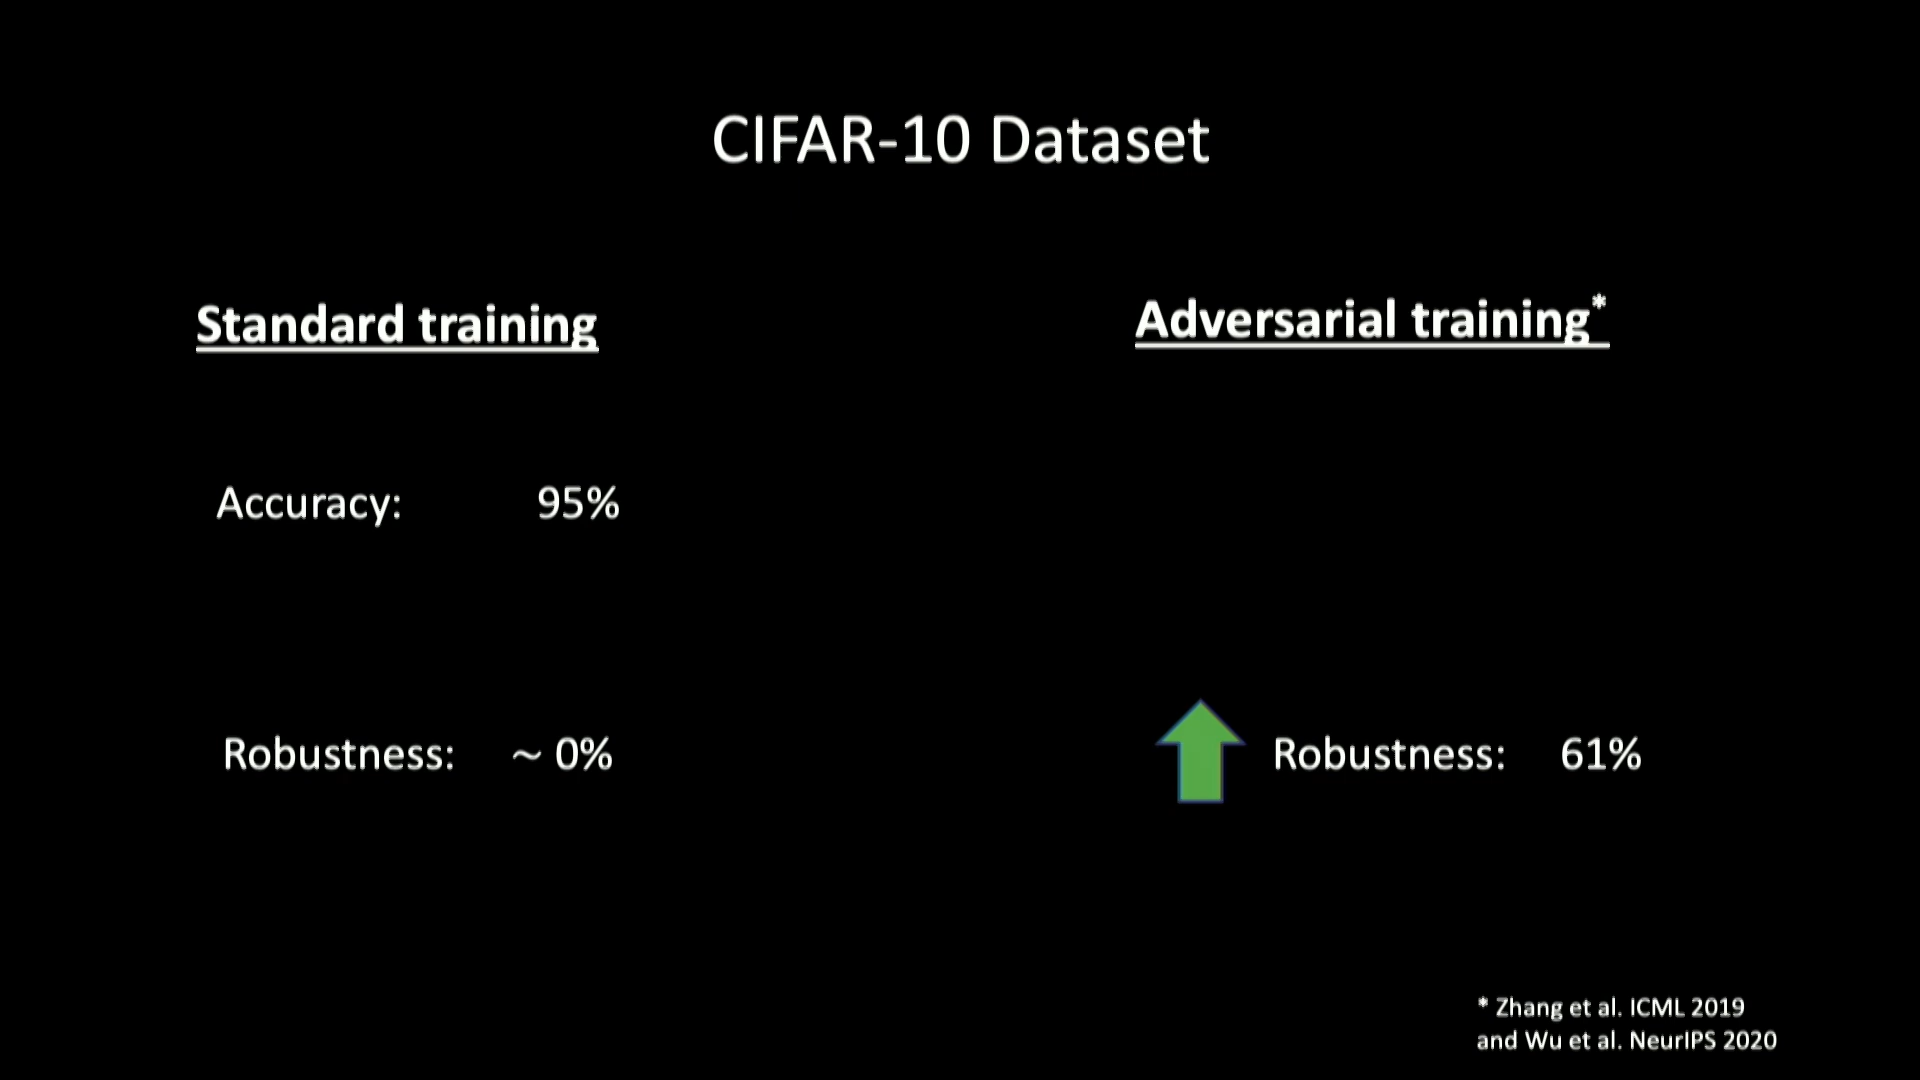 CIFAR-10 Dataset
Standard training
Adversarial training*
Accuracy: 95%
Robustness: ~ 0%
Robustness: 61%
* Zhang et al. ICML 2019
and Wu et al. NeurIPS 2020